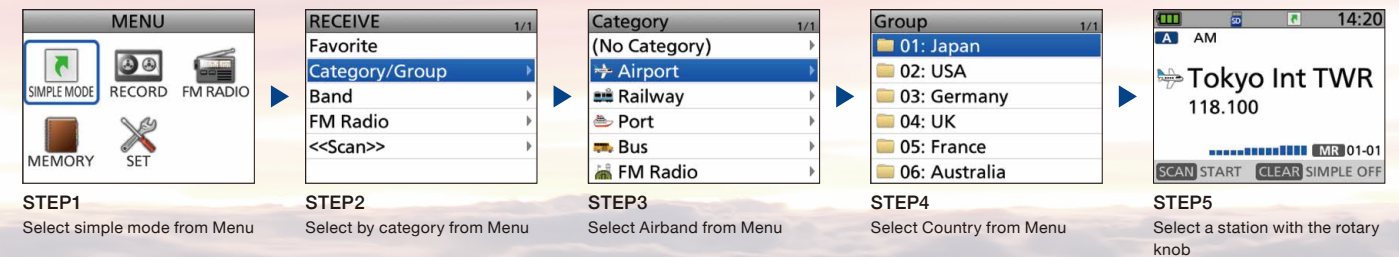 MENU
SIMPLE MODE
RECORD
FM RADIO
MEMORY
SET
STEP1
Select simple mode from Menu
RECEIVE 1/1
Favorite
Category/Group
Band
FM Radio
<<Scan>>
STEP2
Select by category from Menu
Category 1/1
(No Category)
Airport
Railway
Port
Bus
FM Radio
STEP3
Select Airband from Menu
Group 1/1
01: Japan
02: USA
03: Germany
04: UK
05: France
06: Australia
STEP4
Select Country from Menu
SD 14:20
A AM
Tokyo Int TWR
118.100
MR 01-01
SCAN START CLEAR SIMPLE OFF
STEP5
Select a station with the rotary
knob